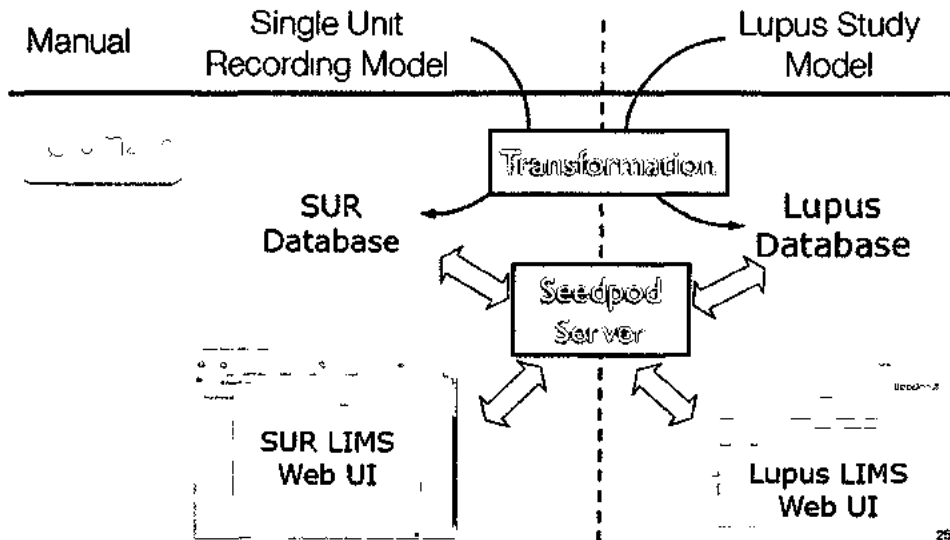 Manual
Single Unit
Recording Model
Lupus Study
Model
Transformation
SUR
Database
Lupus
Database
Seedpod
Server
SUR LIMS
Web UI
Lupus LIMS
Web UI